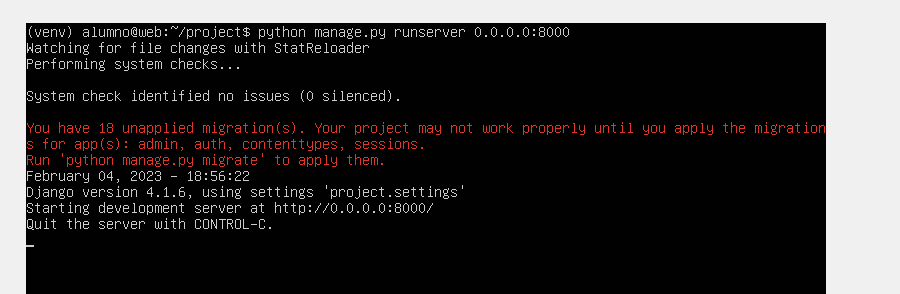 (venv) alumno@web:~/project$ python manage.py runserver 0.0.0.0:8000
Watching for file changes with StatReloader
Performing system checks...
System check identified no issues (0 silenced).
You have 18 unapplied migration(s). Your project may not work properly until you apply the migration
s for app(s): admin, auth, contenttypes, sessions.
Run 'python manage.py migrate' to apply them.
February 04, 2023 - 18:56:22
Django version 4.1.6, using settings 'project.settings'
Starting development server at http://0.0.0.0:8000/
Quit the server with CONTROL-C.